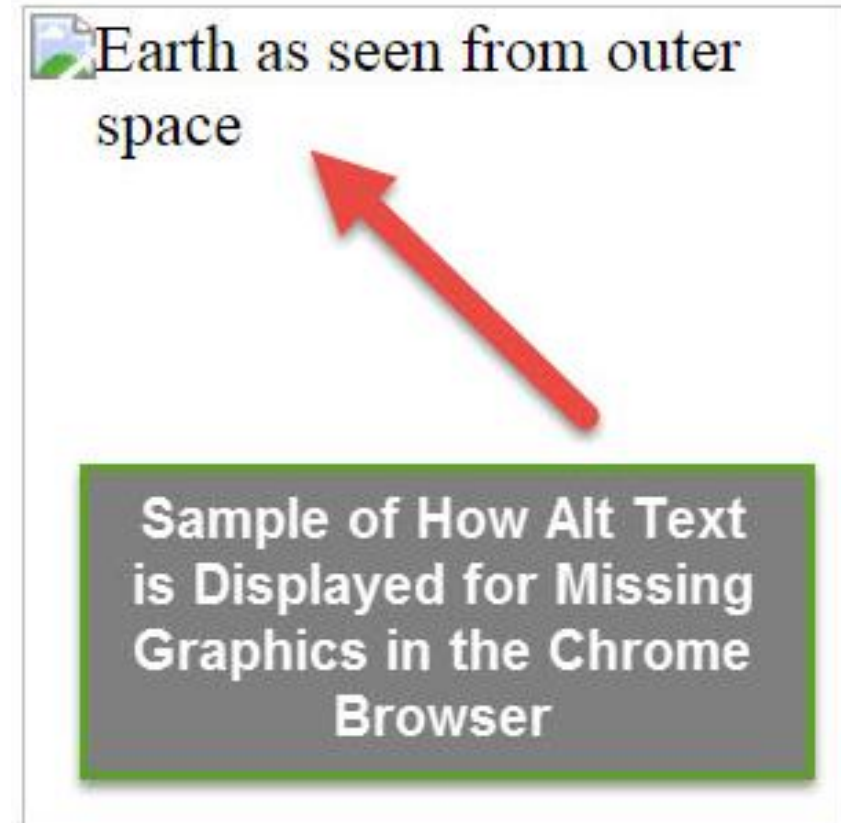 Earth as seen from outer
space
Sample of How Alt Text
is Displayed for Missing
Graphics in the Chrome
Browser